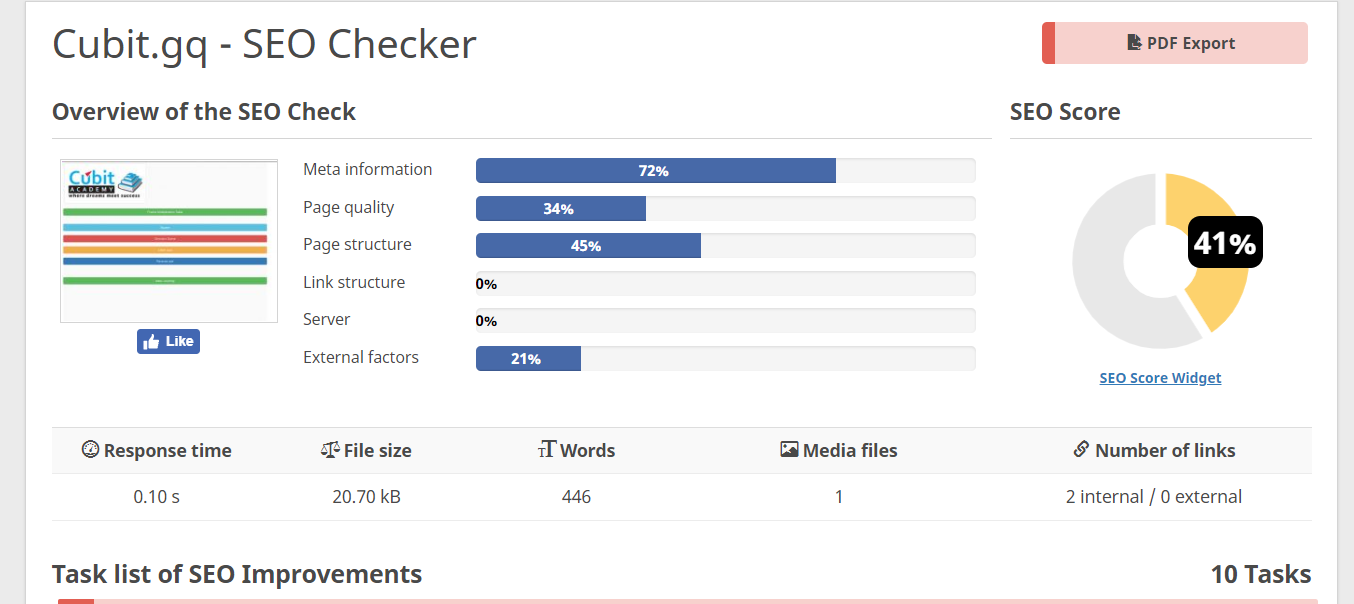 Cubit.gq - SEO Checker
PDF Export
Overview of the SEO Check
SEO Score
Cubit
ACADEMY
where dreams meet success
Like
Meta information 72%
Page quality 34%
Page structure 45%
Link structure 0%
Server 0%
External factors 21%
41%
SEO Score Widget
Response time File size Words Media files Number of links
0.10 s 20.70 kB 446 1 2 internal / 0 external
Task list of SEO Improvements 10 Tasks